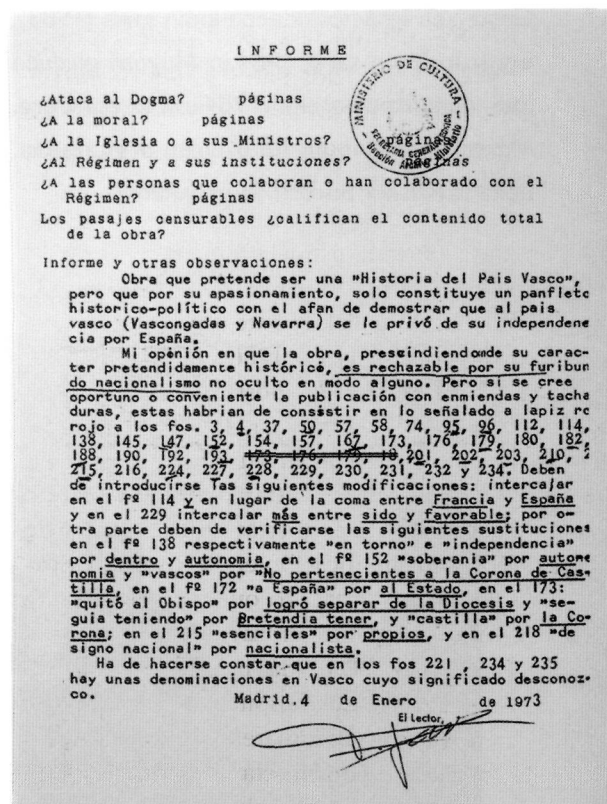 INFORME
¿Ataca al Dogma? páginas
¿A la moral? páginas
¿A la Iglesia o a sus Ministros? páginas
¿Al Régimen y a sus instituciones? páginas
¿A las personas que colaboran o han colaborado con el
Régimen? páginas
Los pasajes censurables ¿califican el contenido total
de la obra?
MINISTERIO DE CULTURA
Informe y otras observaciones:
Obra que pretende ser una "Historia del Pais Vasco",
pero que por su apasionamiento, solo constituye un panfleto
historico-político con el afan de demostrar que al pais
vasco (Vascongadas y Navarra) se le privó de su independen
cia por España.
Mi opinión en que la obra, prescindiendo de su carac-
ter pretendidamente histórico, es rechazable por su furibun
do nacionalismo no oculto en modo alguno. Pero si se cree
oportuno o conveniente la publicación con enmiendas y tacha
duras, estas habrian de consistir en lo señalado a lapiz ro
rojo a los fos. 3, 4, 37, 50, 57, 58, 74, 95, 96, 112, 114,
138, 145, 147, 152, 154, 157, 167, 173, 176, 179, 180, 182,
188, 190, 192, 193 173 176 179 18 201, 202, 203, 210, 2
215, 216, 224, 227, 228, 229, 230, 231, 232 y 234. Deben
de introducirse las siguientes modificaciones: intercalar
en el fº 114 y en lugar de la coma entre Francia y España
y en el 229 intercalar más entre sido y favorable; por o-
tra parte deben de verificarse las siguientes sustituciones
en el fº 138 respectivamente "en torno" e "independencia"
por dentro y autonomia, en el fº 152 "soberania" por autono
nomia y "vascos" por "No pertenecientes a la Corona de Cas-
tilla, en el fº 172 "a España" por al Estado, en el 173:
"quitó al Obispo" por logró separar de la Diocesis y "se-
guia teniendo" por Pretendia tener, y "castilla" por la Co-
rona; en el 215 "esenciales" por propios, y en el 218 "de
signo nacional" por nacionalista.
Ha de hacerse constar que en los fos 221 , 234 y 235
hay unas denominaciones en Vasco cuyo significado desconoz-
co.
Madrid, 4 de Enero de 1973
El Lector,